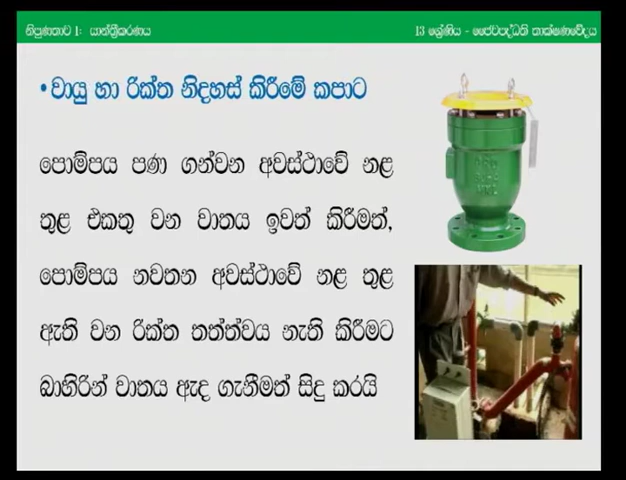 නිපුණතාව 1: යාන්ත්‍රීකරණය
13 ශ්‍රේණිය - ජෛවපද්ධති තාක්ෂණවේදය
• වායු හා රික්ත නිදහස් කිරීමේ කපාට
පොම්පය පණ ගන්වන අවස්ථාවේ නළ
තුළ එකතු වන වාතය ඉවත් කිරීමත්,
පොම්පය නවතන අවස්ථාවේ නළ තුළ
ඇති වන රික්ත තත්ත්වය නැති කිරීමට
බාහිරින් වාතය ඇද ගැනීමත් සිදු කරයි